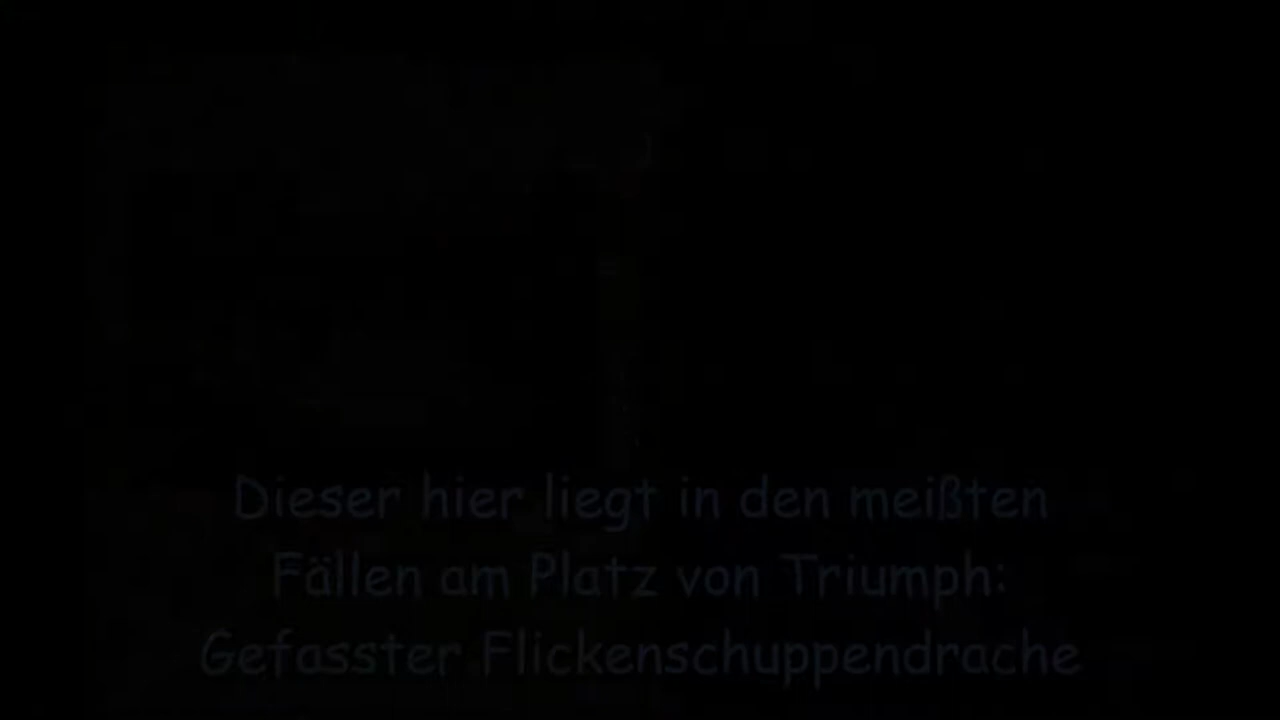 Dieser hier liegt in den meißten
Fällen am Platz von Triumph:
Gefasster Flickenschuppendrache